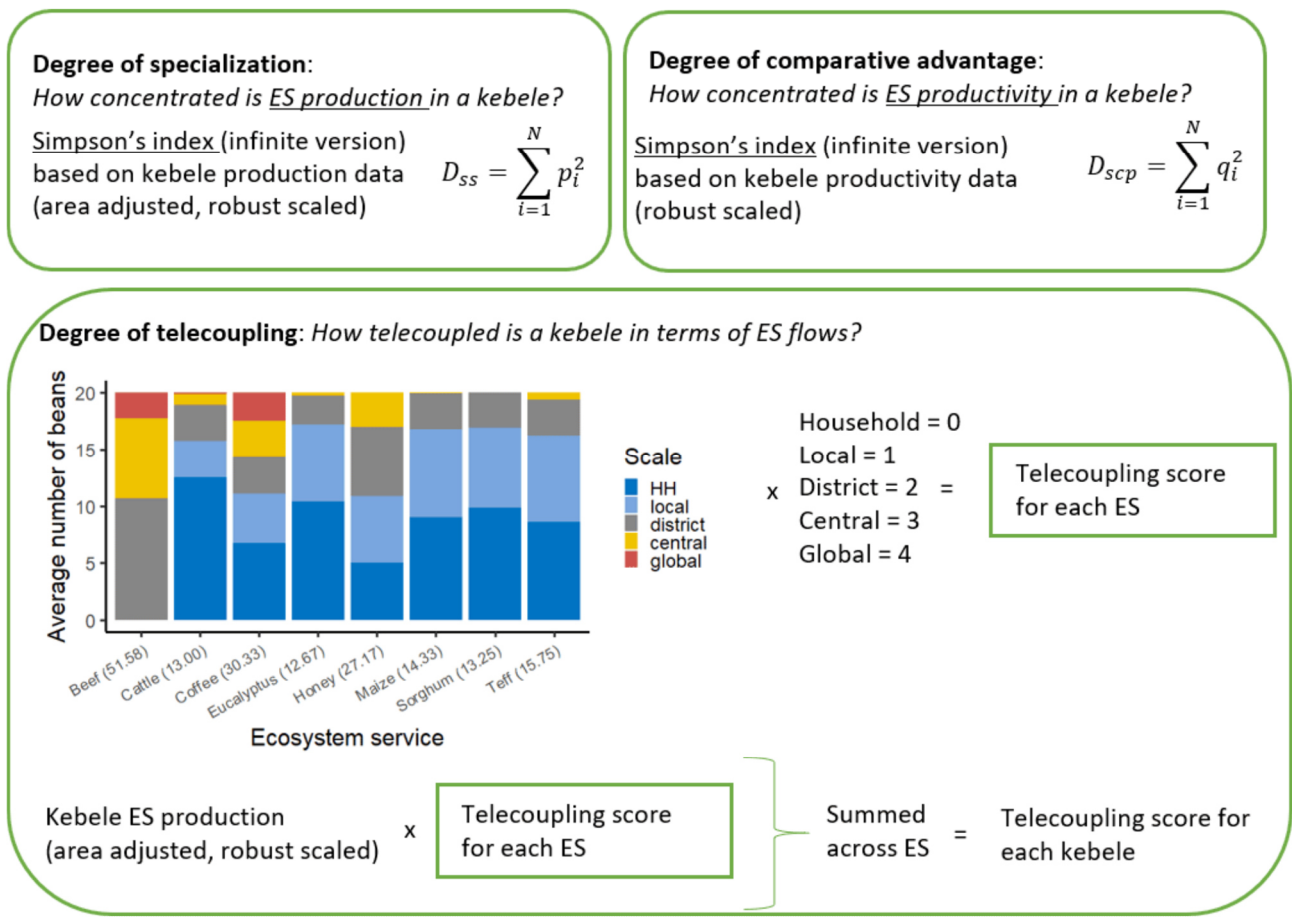 Degree of specialization:
How concentrated is ES production in a kebele?
Simpson's index (infinite version)
based on kebele production data
(area adjusted, robust scaled)
D_ss = ∑_{i=1}^{N} p_i^2
Degree of comparative advantage:
How concentrated is ES productivity in a kebele?
Simpson's index (infinite version)
based on kebele productivity data
(robust scaled)
D_scp = ∑_{i=1}^{N} q_i^2
Degree of telecoupling: How telecoupled is a kebele in terms of ES flows?
Average number of beans
20
15
10
5
0
Beef (51.58)
Cattle (13.00)
Coffee (30.33)
Eucalyptus (12.67)
Honey (27.17)
Maize (14.33)
Sorghum (13.25)
Teff (15.75)
Ecosystem service
Scale
HH
local
district
central
global
x
Household = 0
Local = 1
District = 2
Central = 3
Global = 4
=
Telecoupling score
for each ES
Kebele ES production
(area adjusted, robust scaled)
x
Telecoupling score
for each ES
Summed
across ES
=
Telecoupling score for
each kebele